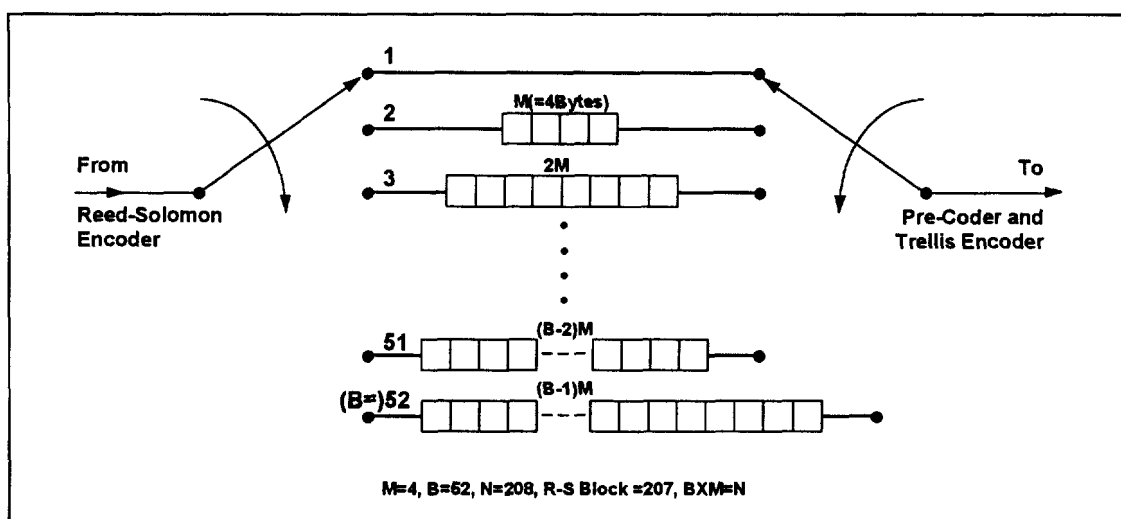 1
M(=4Bytes)
2
From
2M
To
3
Reed-Solomon
Encoder
Pre-Coder and
Trellis Encoder
(B-2)M
51
(B-1)M
(B=)52
M=4, B=52, N=208, R-S Block =207, BXM=N